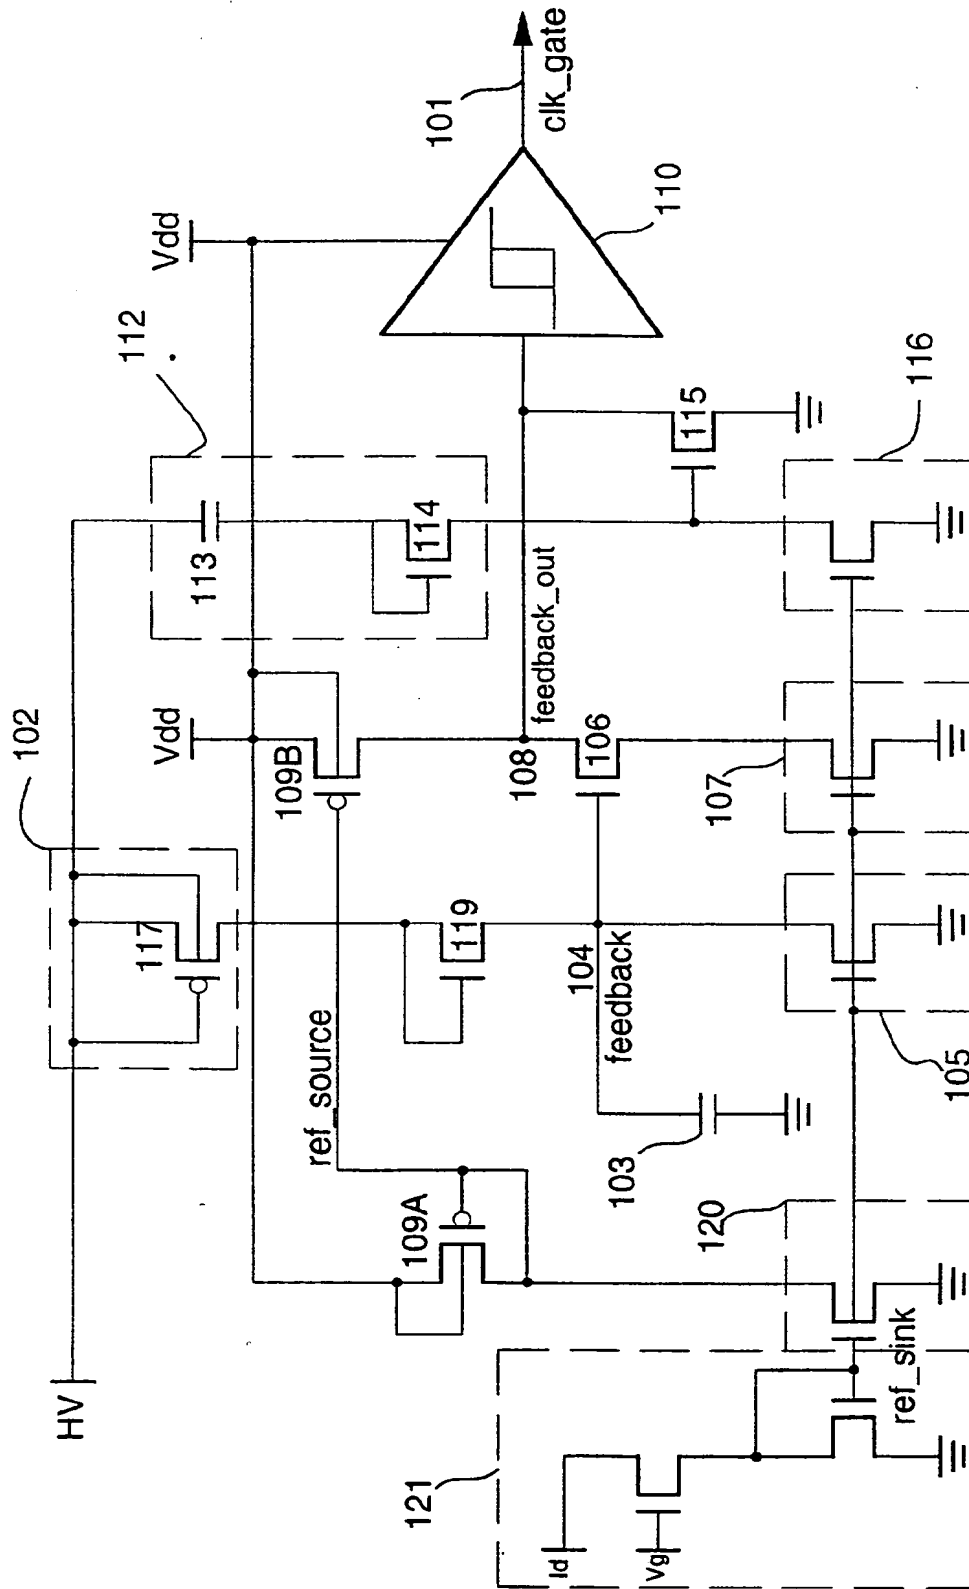 HV
102
117
Vdd
112
113
114
Vdd
101
clk_gate
110
109B
ref_source
109A
119
104
feedback
108
feedback_out
106
115
103
107
116
120
105
121
Id
Vg
ref_sink